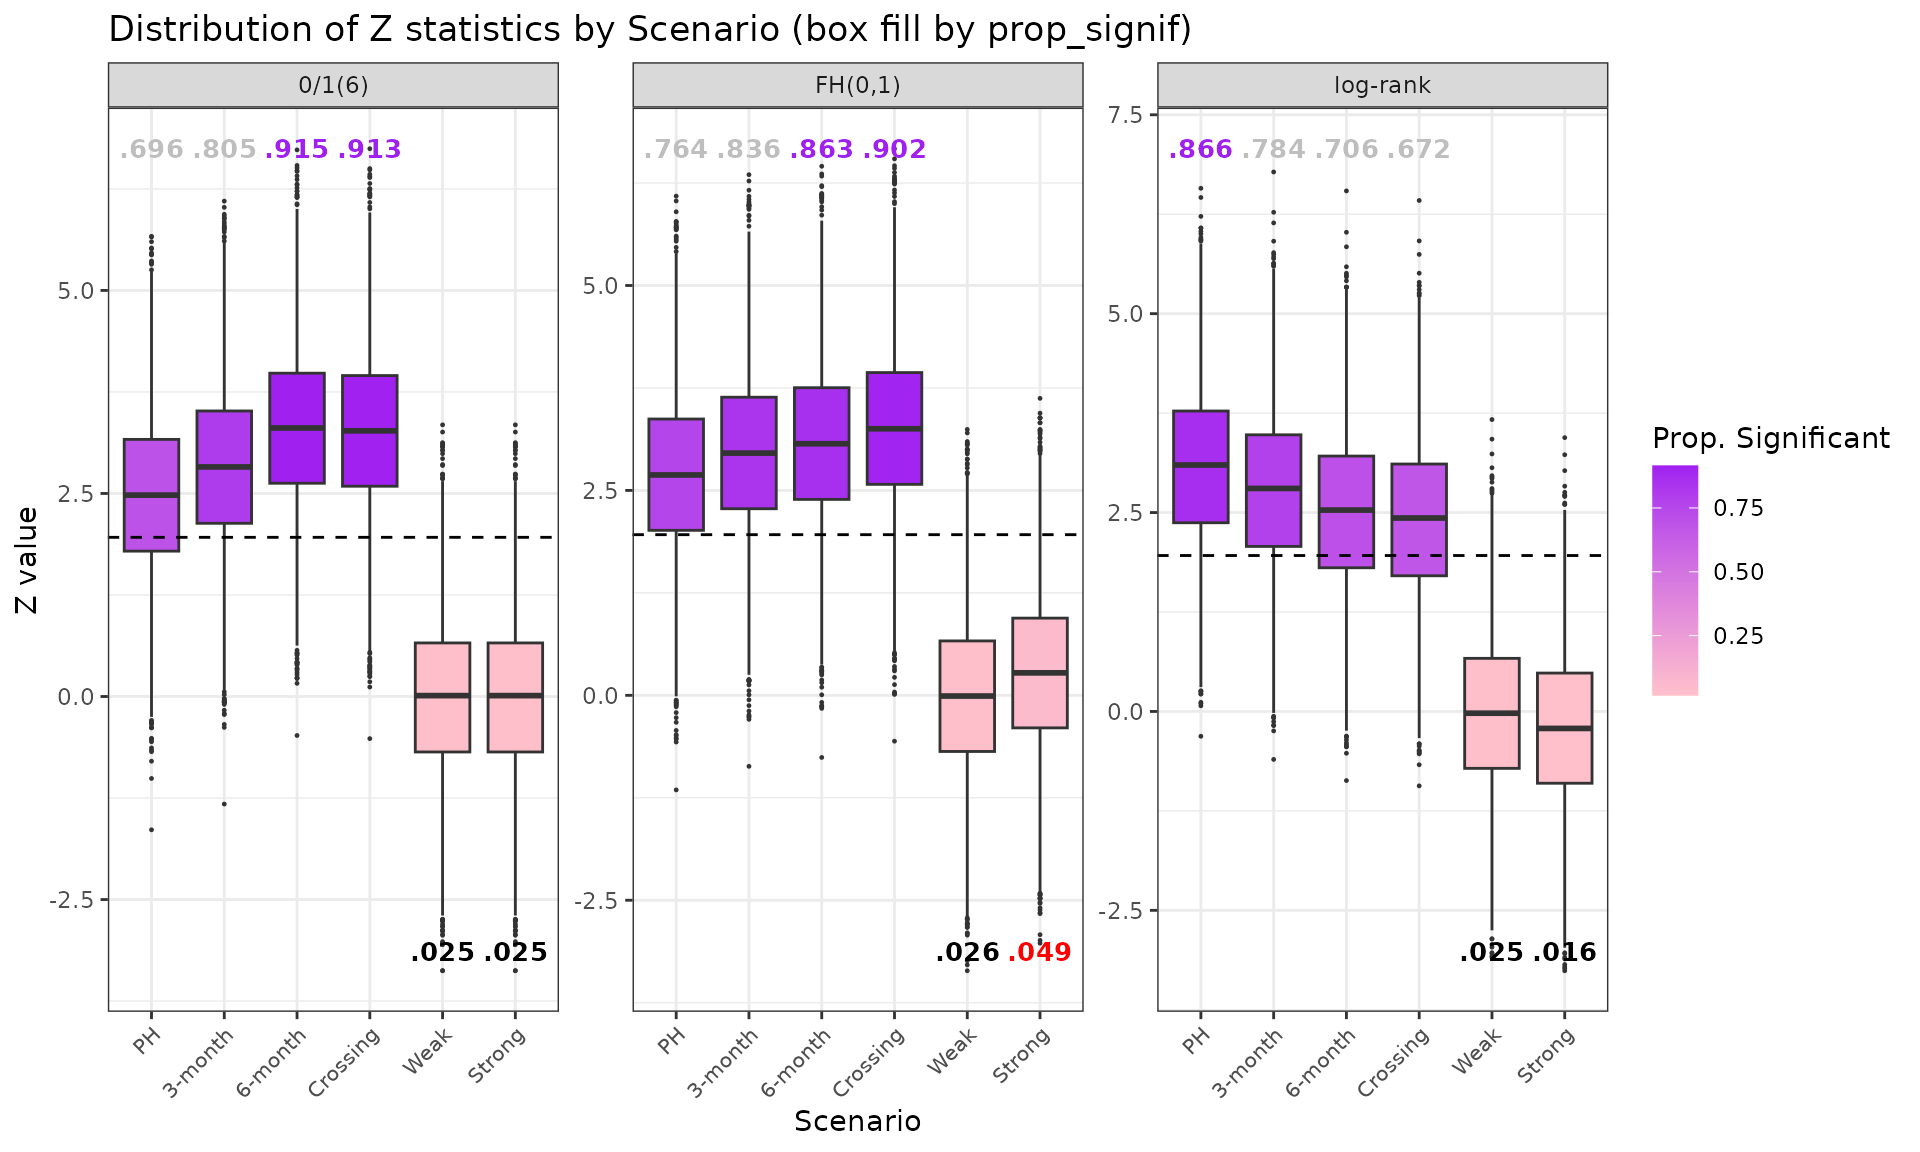 Distribution of Z statistics by Scenario (box fill by prop_signif)
0/1(6) FH(0,1) log-rank
.696 .805 .915 .913
.764 .836 .863 .902
.866 .784 .706 .672
.025 .025
.026 .049
.025 .016
Z value
5.0
2.5
0.0
-2.5
5.0
2.5
0.0
-2.5
7.5
5.0
2.5
0.0
-2.5
PH 3-month 6-month Crossing Weak Strong
PH 3-month 6-month Crossing Weak Strong
PH 3-month 6-month Crossing Weak Strong
Scenario
Prop. Significant
0.75
0.50
0.25